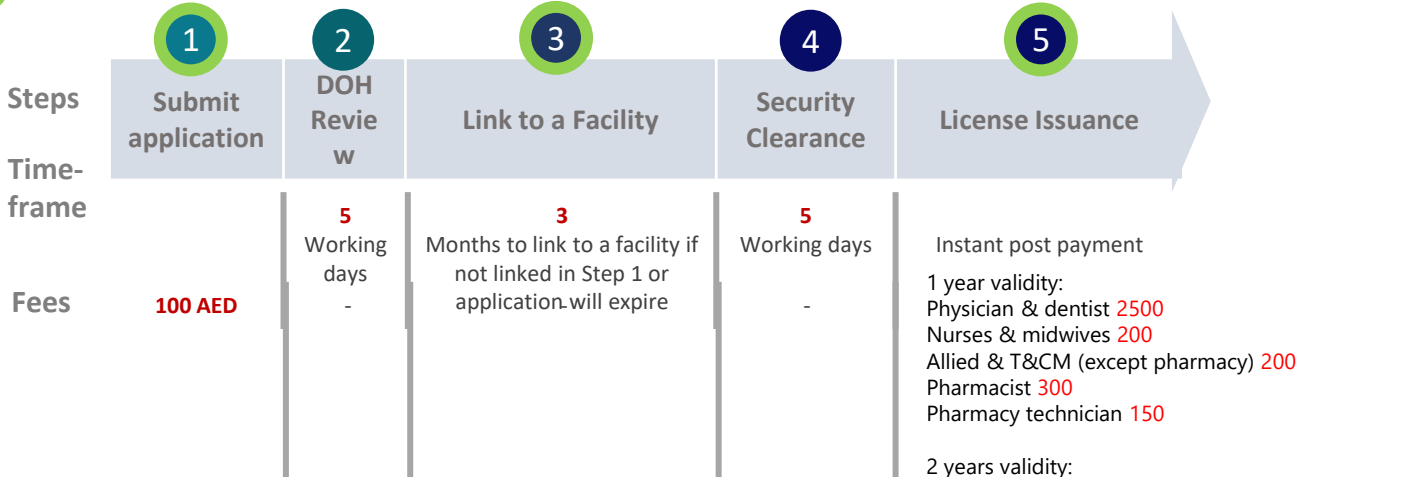 1
2
3
4
5
Steps
Submit
application
DOH
Revie
w
Link to a Facility
Security
Clearance
License Issuance
Time-
frame
5
Working
days
3
Months to link to a facility if
not linked in Step 1 or
application will expire
5
Working days
Instant post payment
Fees
100 AED
-
-
-
1 year validity:
Physician & dentist 2500
Nurses & midwives 200
Allied & T&CM (except pharmacy) 200
Pharmacist 300
Pharmacy technician 150
2 years validity: